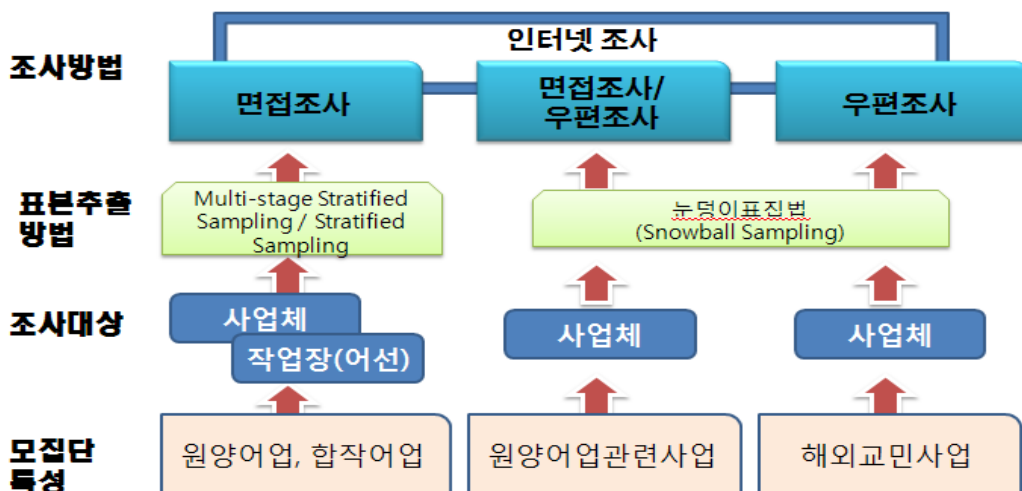 인터넷 조사
조사방법
면접조사
면접조사/
우편조사
우편조사
표본추출
방법
Multi-stage Stratified
Sampling / Stratified
Sampling
눈덩이표집법
(Snowball Sampling)
조사대상
사업체
작업장(어선)
사업체
사업체
모집단
특성
원양어업, 합작어업
원양어업관련사업
해외교민사업